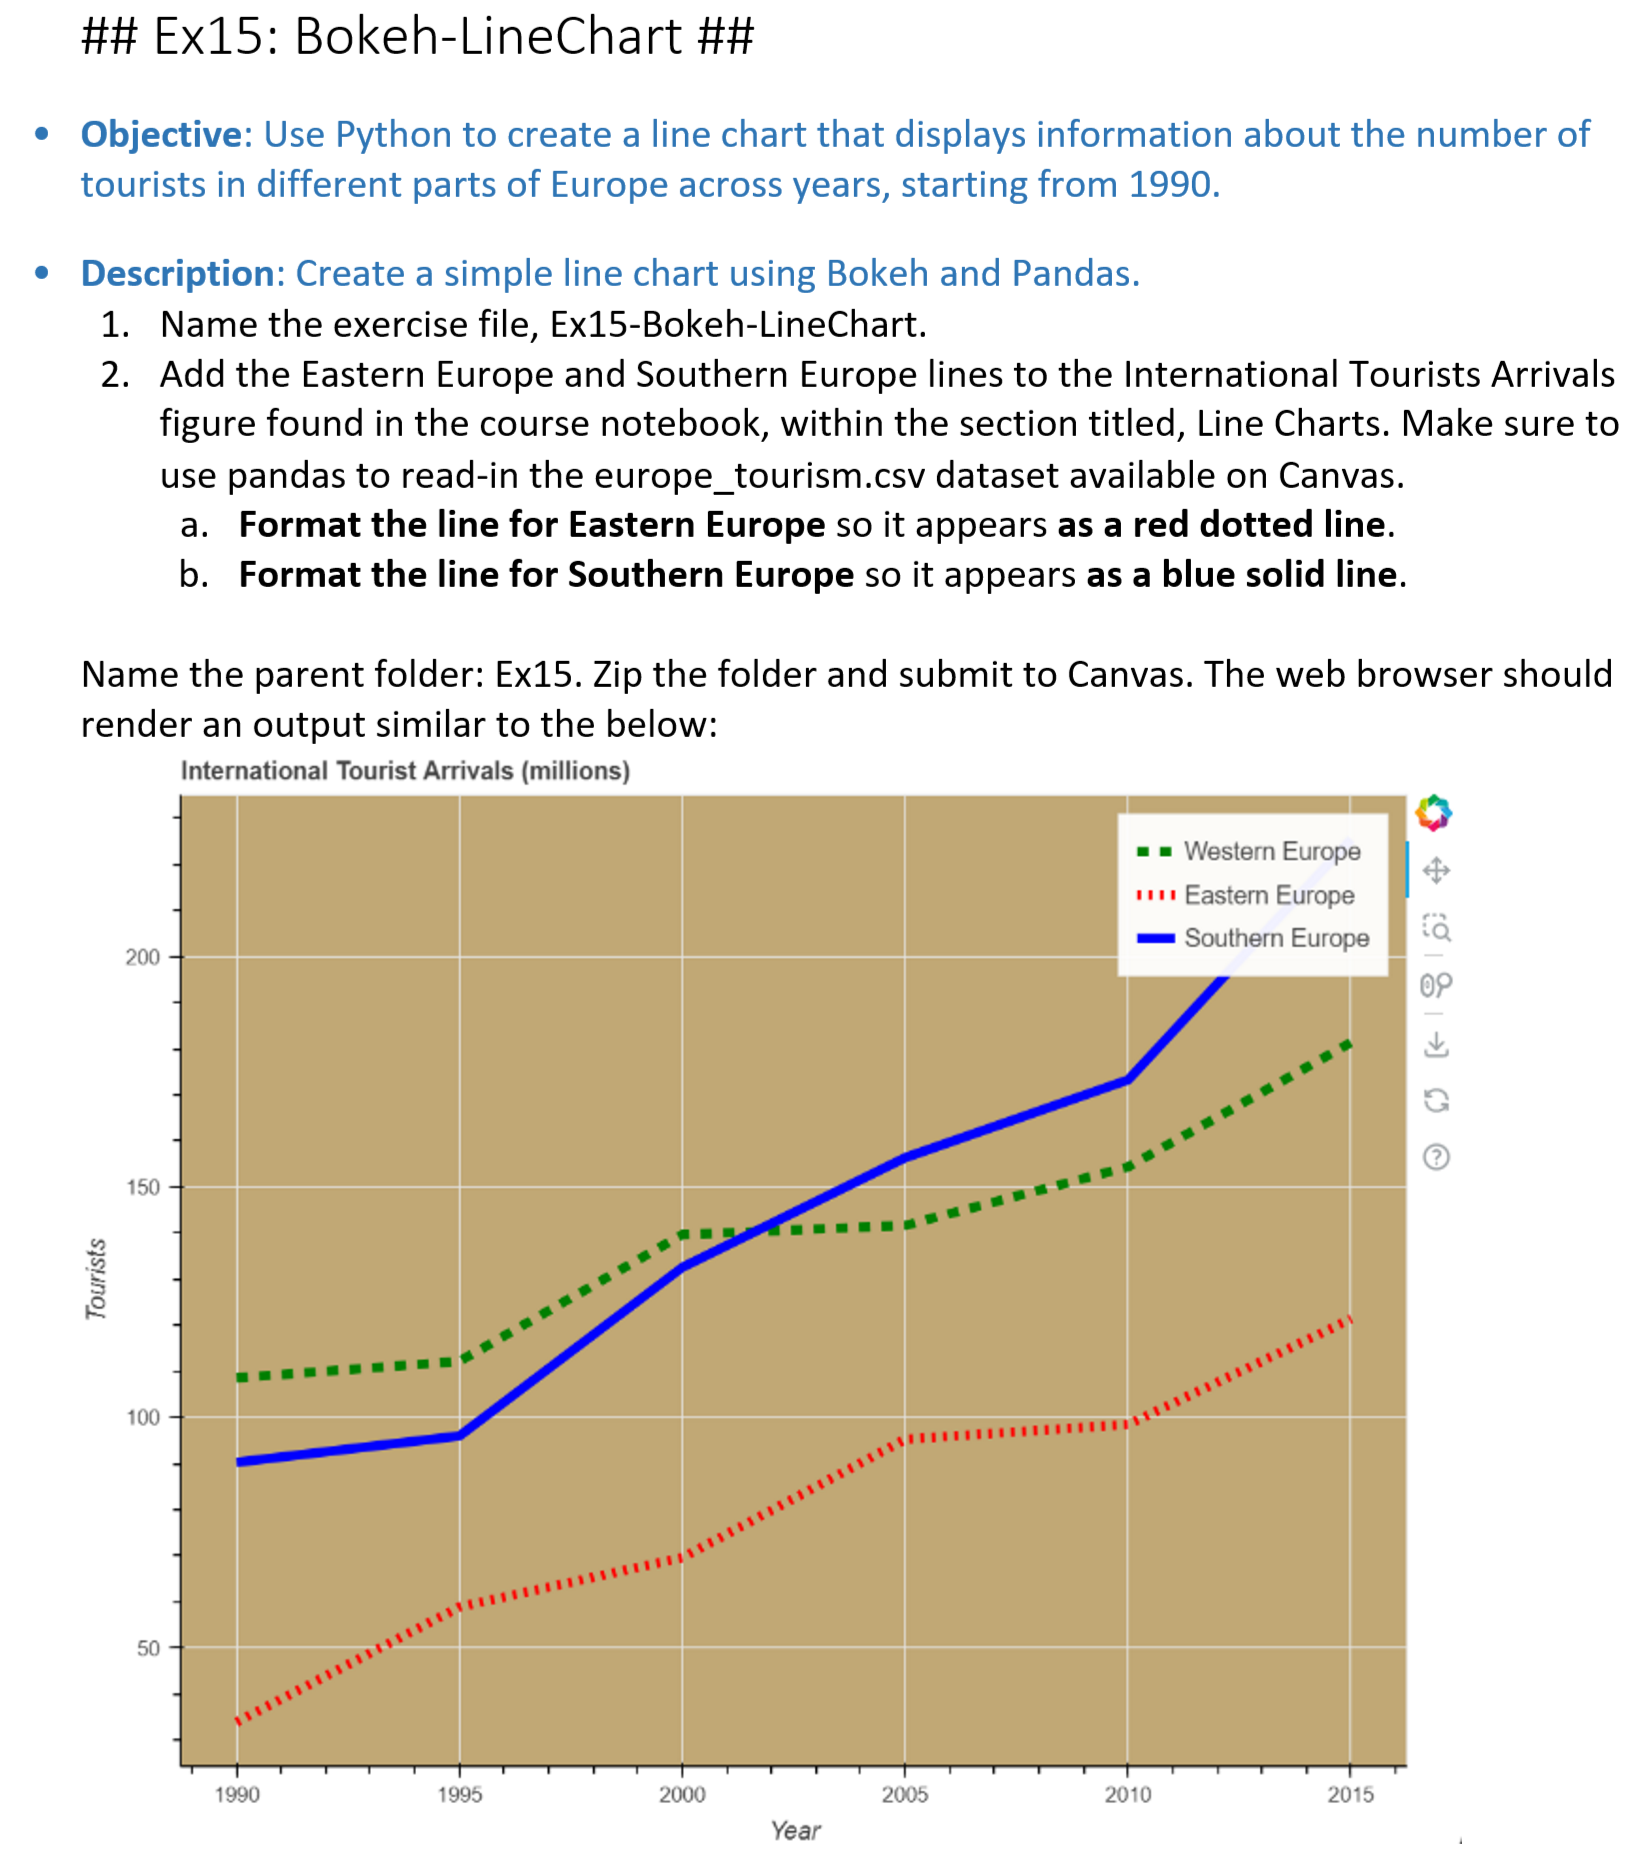 ## Ex15: Bokeh-LineChart ##
• Objective: Use Python to create a line chart that displays information about the number of
tourists in different parts of Europe across years, starting from 1990.
• Description: Create a simple line chart using Bokeh and Pandas.
1. Name the exercise file, Ex15-Bokeh-LineChart.
2. Add the Eastern Europe and Southern Europe lines to the International Tourists Arrivals
figure found in the course notebook, within the section titled, Line Charts. Make sure to
use pandas to read-in the europe_tourism.csv dataset available on Canvas.
a. Format the line for Eastern Europe so it appears as a red dotted line.
b. Format the line for Southern Europe so it appears as a blue solid line.
Name the parent folder: Ex15. Zip the folder and submit to Canvas. The web browser should
render an output similar to the below:
International Tourist Arrivals (millions)
Western Europe
Eastern Europe
Southern Europe
200
150
100
50
Tourists
1990 1995 2000 2005 2010 2015
Year